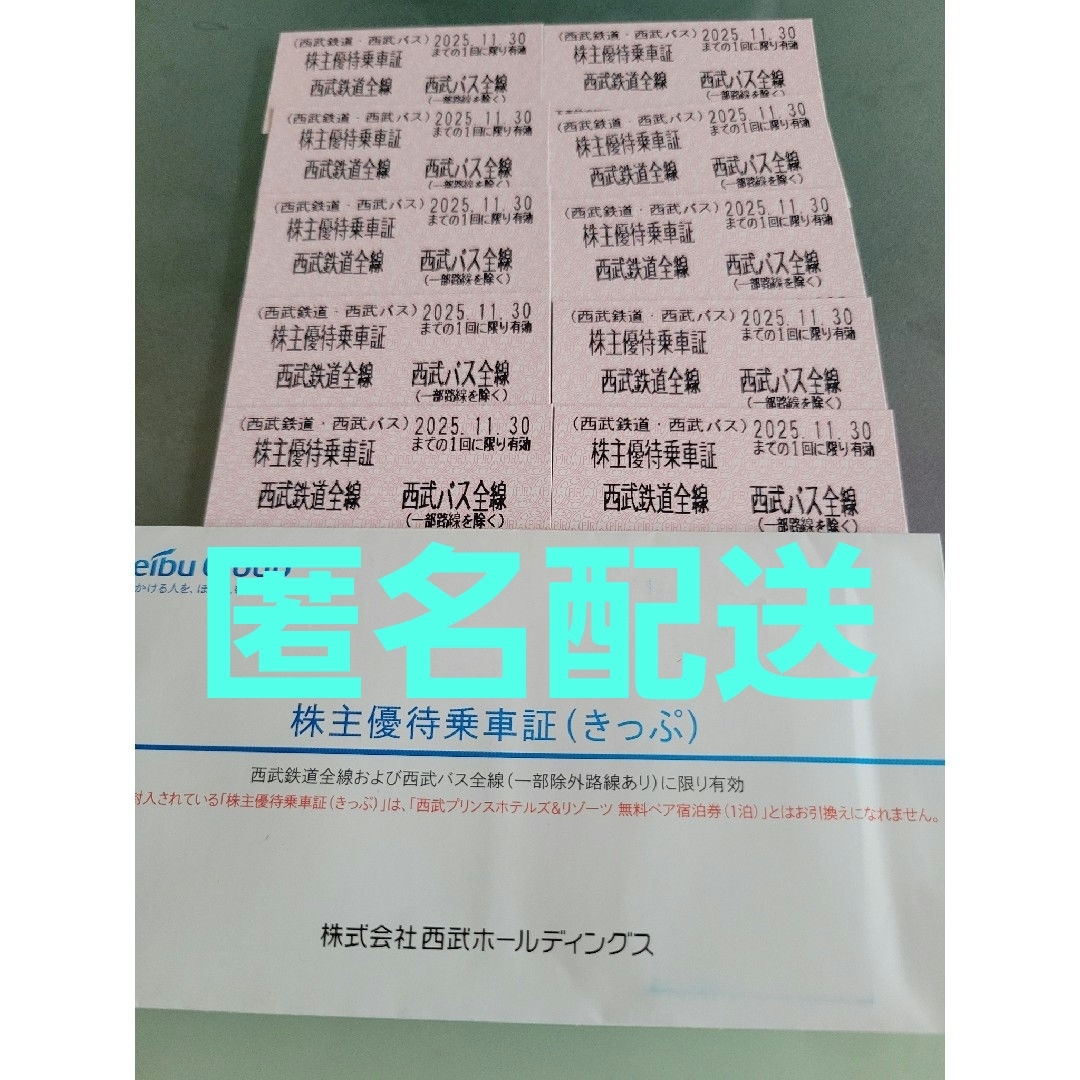 (西武鉄道・西武バス) 2025.11.30
株主優待乗車証 までの1回に限り有効
西武鉄道全線 西武バス全線
(一部路線を除く)
(西武鉄道・西武バス) 2025.11.30
株主優待乗車証 までの1回に限り有効
西武鉄道全線 西武バス全線
(一部路線を除く)
(西武鉄道・西武バス) 2025.11.30
株主優待乗車証 までの1回に限り有効
西武鉄道全線 西武バス全線
(一部路線を除く)
(西武鉄道・西武バス) 2025.11.30
株主優待乗車証 までの1回に限り有効
西武鉄道全線 西武バス全線
(一部路線を除く)
(西武鉄道・西武バス) 2025.11.30
株主優待乗車証 までの1回に限り有効
西武鉄道全線 西武バス全線
(一部路線を除く)
(西武鉄道・西武バス) 2025.11.30
株主優待乗車証 までの1回に限り有効
西武鉄道全線 西武バス全線
(一部路線を除く)
(西武鉄道・西武バス) 2025.11.30
株主優待乗車証 までの1回に限り有効
西武鉄道全線 西武バス全線
(一部路線を除く)
(西武鉄道・西武バス) 2025.11.30
株主優待乗車証 までの1回に限り有効
西武鉄道全線 西武バス全線
(一部路線を除く)
(西武鉄道・西武バス) 2025.11.30
株主優待乗車証 までの1回に限り有効
西武鉄道全線 西武バス全線
(一部路線を除く)
(西武鉄道・西武バス) 2025.11.30
株主優待乗車証 までの1回に限り有効
西武鉄道全線 西武バス全線
(一部路線を除く)
eibu Group
かける人を、ほ
匿名配送
株主優待乗車証(きっぷ)
西武鉄道全線および西武バス全線(一部除外路線あり)に限り有効
封入されている「株主優待乗車証(きっぷ)」は、「西武プリンスホテルズ&リゾーツ 無料ペア宿泊券(1泊)」とはお引換えになれません。
株式会社西武ホールディングス